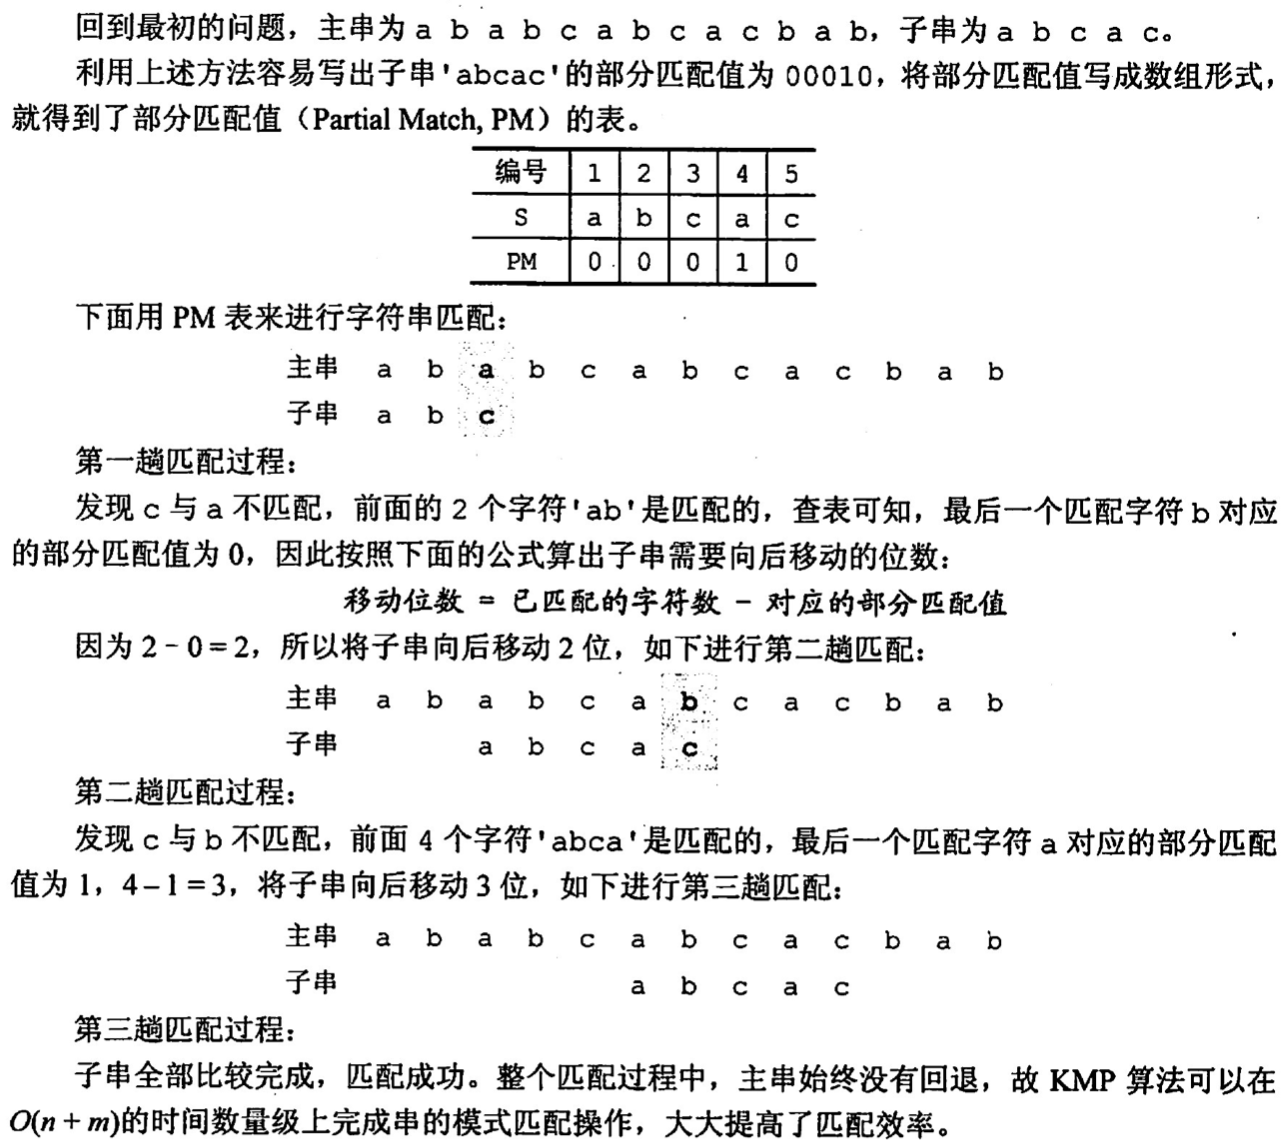 回到最初的问题，主串为 a b a b c a b c a c b a b，子串为 a b c a c。
利用上述方法容易写出子串'abcac'的部分匹配值为 00010，将部分匹配值写成数组形式，
就得到了部分匹配值（Partial Match, PM）的表。
编号 1 2 3 4 5
S a b c a c
PM 0 0 0 1 0
下面用 PM 表来进行字符串匹配：
主串 a b a b c a b c a c b a b
子串 a b c
第一趟匹配过程：
发现 c 与 a 不匹配，前面的 2 个字符'ab'是匹配的，查表可知，最后一个匹配字符 b 对应
的部分匹配值为 0，因此按照下面的公式算出子串需要向后移动的位数：
移动位数 = 已匹配的字符数 - 对应的部分匹配值
因为 2 - 0 = 2，所以将子串向后移动 2 位，如下进行第二趟匹配：
主串 a b a b c a b c a c b a b
子串 a b c a c
第二趟匹配过程：
发现 c 与 b 不匹配，前面 4 个字符'abca'是匹配的，最后一个匹配字符 a 对应的部分匹配
值为 1，4 – 1 = 3，将子串向后移动 3 位，如下进行第三趟匹配：
主串 a b a b c a b c a c b a b
子串 a b c a c
第三趟匹配过程：
子串全部比较完成，匹配成功。整个匹配过程中，主串始终没有回退，故 KMP 算法可以在
O(n + m)的时间数量级上完成串的模式匹配操作，大大提高了匹配效率。